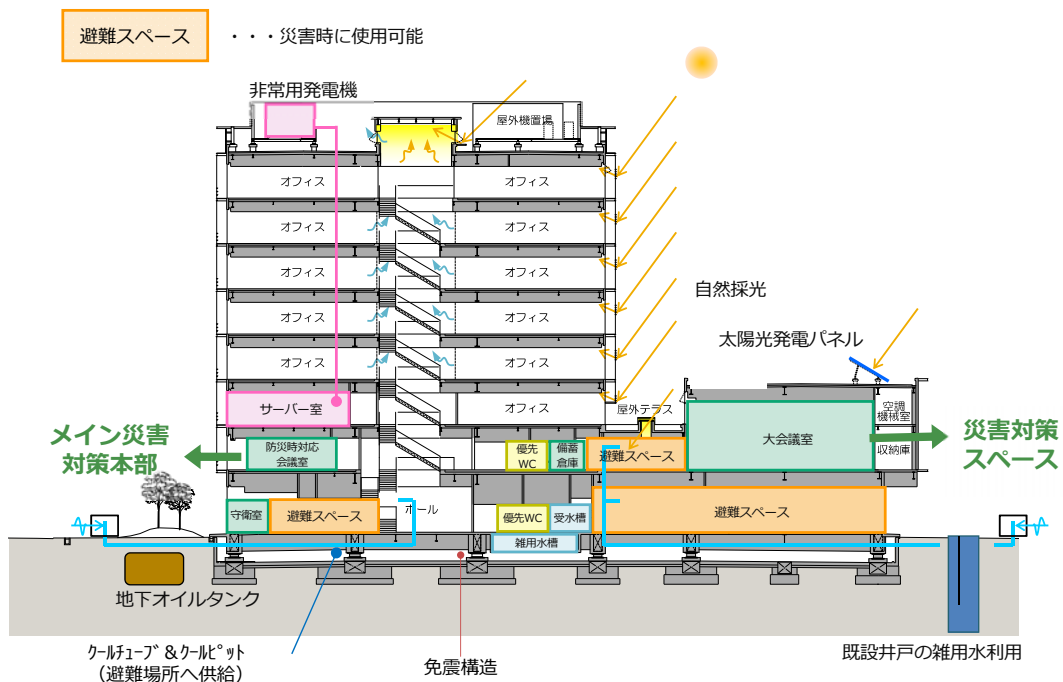 避難スペース ・・・災害時に使用可能
非常用発電機
屋外機置場
オフィス オフィス
オフィス オフィス
オフィス オフィス
オフィス オフィス
自然採光
オフィス オフィス
太陽光発電パネル
サーバー室 オフィス 屋外テラス
空調
機械室
メイン災害
対策本部
防災時対応
会議室
優先
WC
備蓄
倉庫
避難スペース
大会議室
収納庫
災害対策
スペース
守衛室 避難スペース ホール 優先WC 受水槽 避難スペース
雑用水槽
地下オイルタンク
クールチューブ&クールピット
(避難場所へ供給)
免震構造
既設井戸の雑用水利用